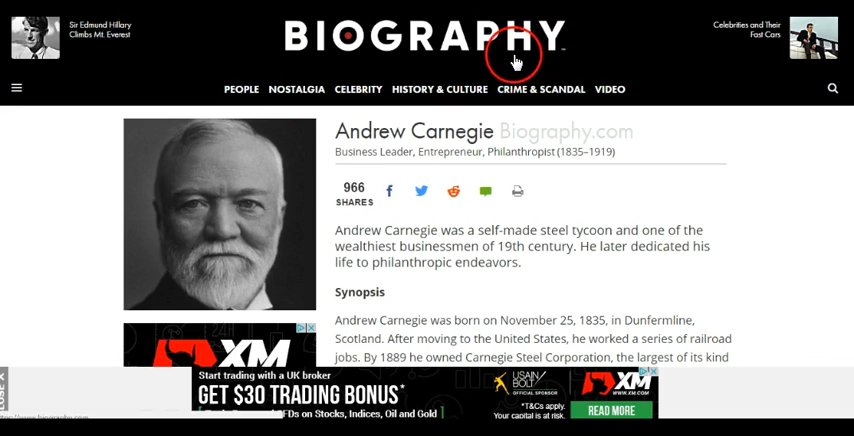 Sir Edmund Hillary
Climbs Mt. Everest
BIOGRAPHY
Celebrities and Their
Fast Cars
PEOPLE NOSTALGIA CELEBRITY HISTORY & CULTURE CRIME & SCANDAL VIDEO
Andrew Carnegie Biography.com
Business Leader, Entrepreneur, Philanthropist (1835–1919)
966
SHARES
Andrew Carnegie was a self-made steel tycoon and one of the
wealthiest businessmen of 19th century. He later dedicated his
life to philanthropic endeavors.
Synopsis
Andrew Carnegie was born on November 25, 1835, in Dunfermline,
Scotland. After moving to the United States, he worked a series of railroad
jobs. By 1889 he owned Carnegie Steel Corporation, the largest of its kind
XM
Start trading with a UK broker
GET $30 TRADING BONUS*
on Stocks, Indices, Oil and Gold
USAIN
BOLT
OFFICIAL SPONSOR
*T&Cs apply.
Your capital is at risk.
XM
WWW.XM.COM
READ MORE